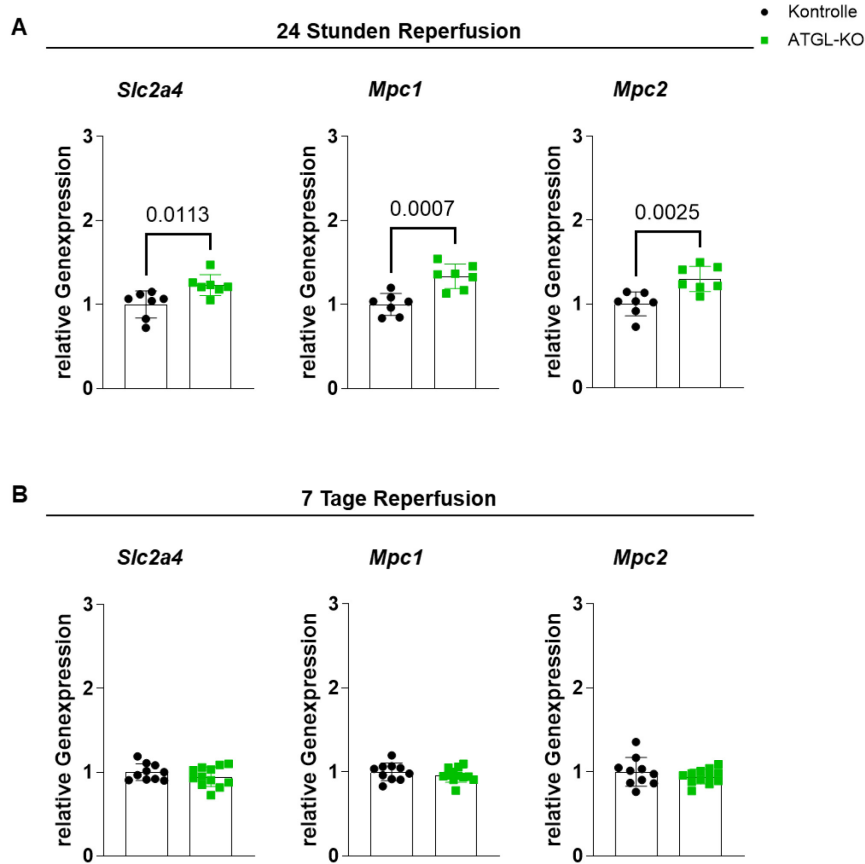 Kontrolle
ATGL-KO
A
24 Stunden Reperfusion
Slc2a4
Mpc1
Mpc2
relative Genexpression
3
2
1
0
0.0113
relative Genexpression
3
2
1
0
0.0007
relative Genexpression
3
2
1
0
0.0025
B
7 Tage Reperfusion
Slc2a4
Mpc1
Mpc2
relative Genexpression
3
2
1
0
relative Genexpression
3
2
1
0
relative Genexpression
3
2
1
0